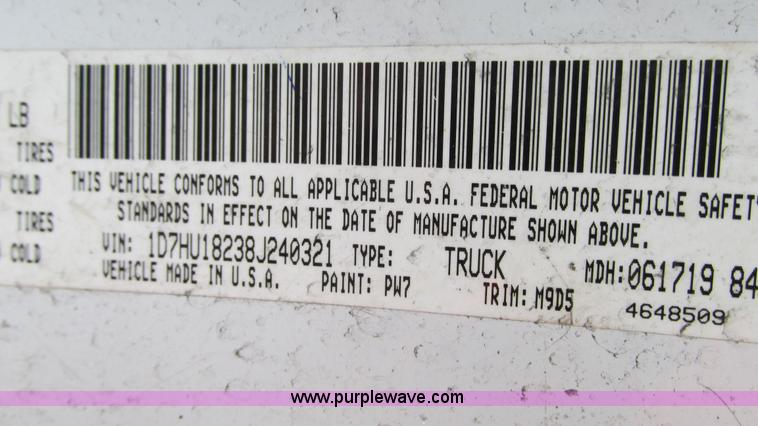 LB
TIRES
COLD
TIRES
COLD
THIS VEHICLE CONFORMS TO ALL APPLICABLE U.S.A. FEDERAL MOTOR VEHICLE SAFETY
STANDARDS IN EFFECT ON THE DATE OF MANUFACTURE SHOWN ABOVE.
VIN: 1D7HU18238J240321 TYPE: TRUCK MDH:061719 84
VEHICLE MADE IN U.S.A. PAINT: PW7 TRIM: M9D5 4648509
www.purplewave.com